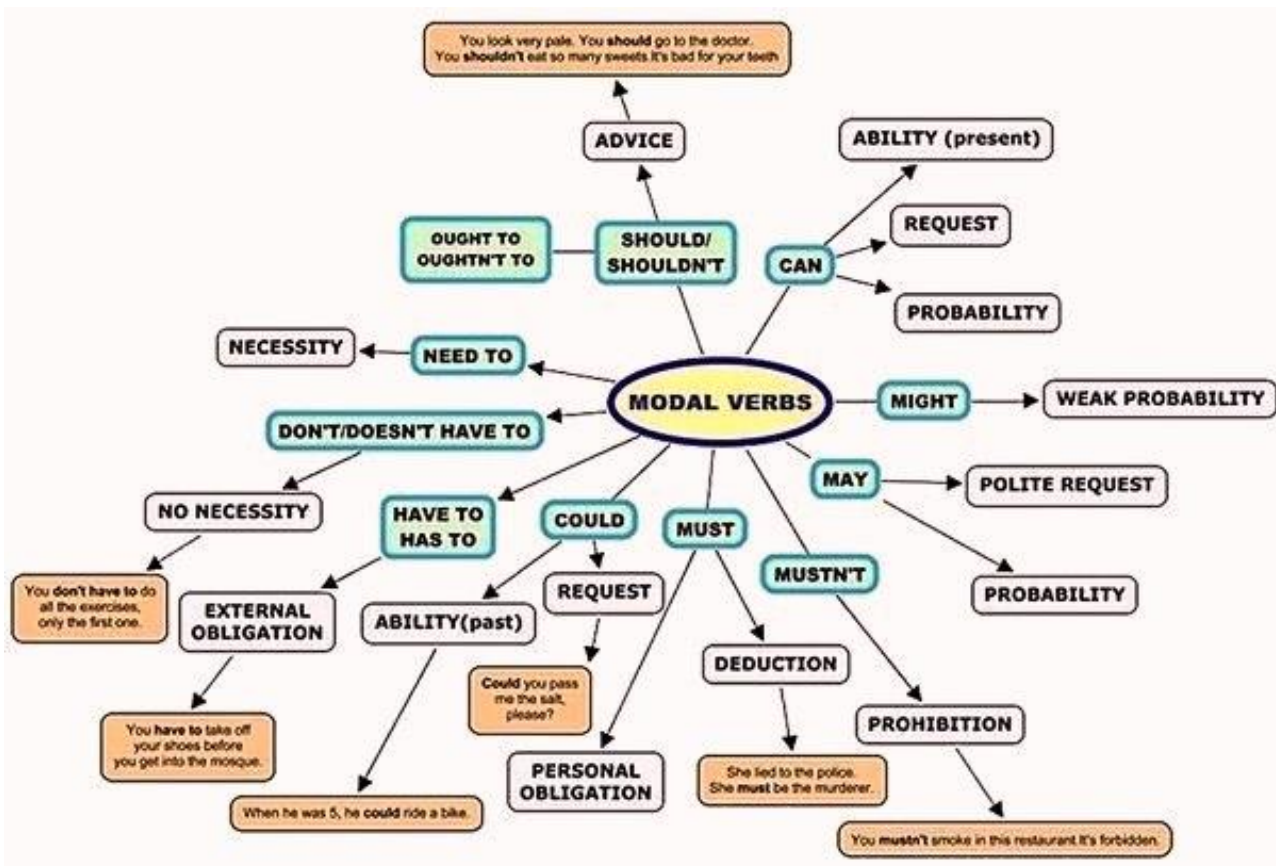 You look very pale. You should go to the doctor.
You shouldn't eat so many sweets.It's bad for your teeth
ADVICE
ABILITY (present)
REQUEST
PROBABILITY
OUGHT TO
OUGHTN'T TO
SHOULD/
SHOULDN'T
CAN
NECESSITY
NEED TO
MODAL VERBS
MIGHT
WEAK PROBABILITY
DON'T/DOESN'T HAVE TO
MAY
POLITE REQUEST
PROBABILITY
NO NECESSITY
HAVE TO
HAS TO
COULD
MUST
MUSTN'T
You don't have to do
all the exercises,
only the first one.
EXTERNAL
OBLIGATION
ABILITY(past)
REQUEST
DEDUCTION
Could you pass
me the salt,
please?
PROHIBITION
You have to take off
your shoes before
you get into the mosque.
PERSONAL
OBLIGATION
She lied to the police.
She must be the murderer.
When he was 5, he could ride a bike.
You mustn't smoke in this restaurant.It's forbidden.